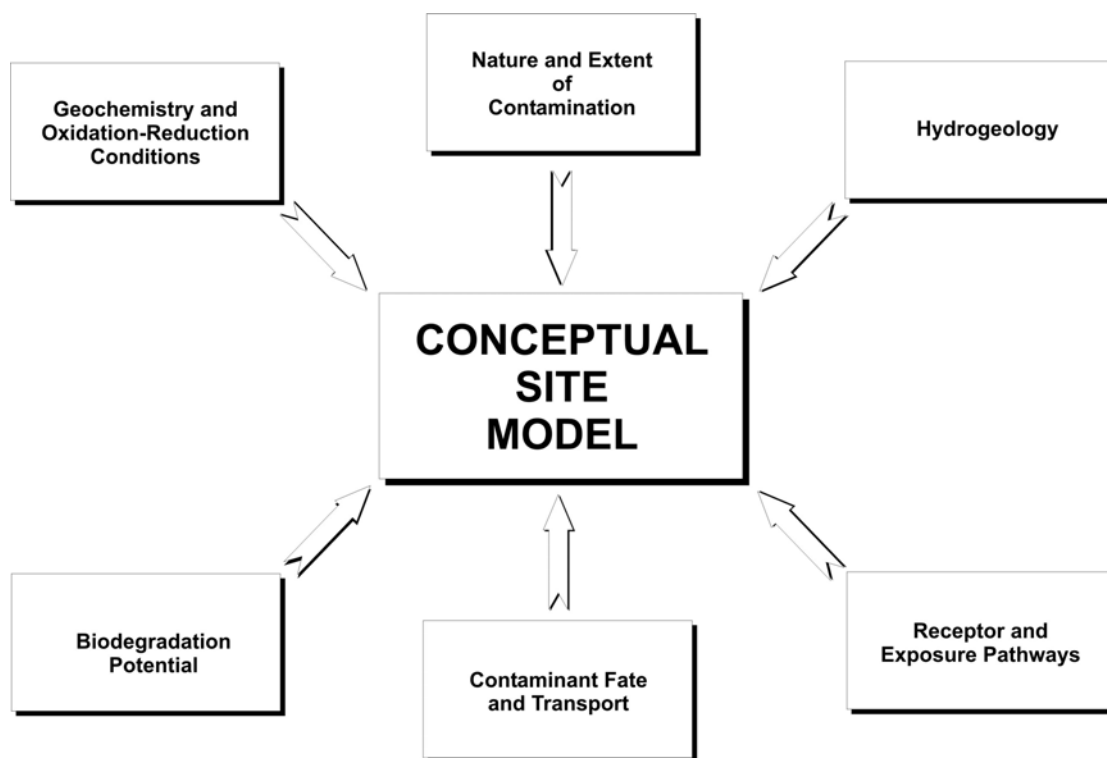 Nature and Extent
of
Contamination
Geochemistry and
Oxidation-Reduction
Conditions
Hydrogeology
CONCEPTUAL
SITE
MODEL
Biodegradation
Potential
Contaminant Fate
and Transport
Receptor and
Exposure Pathways